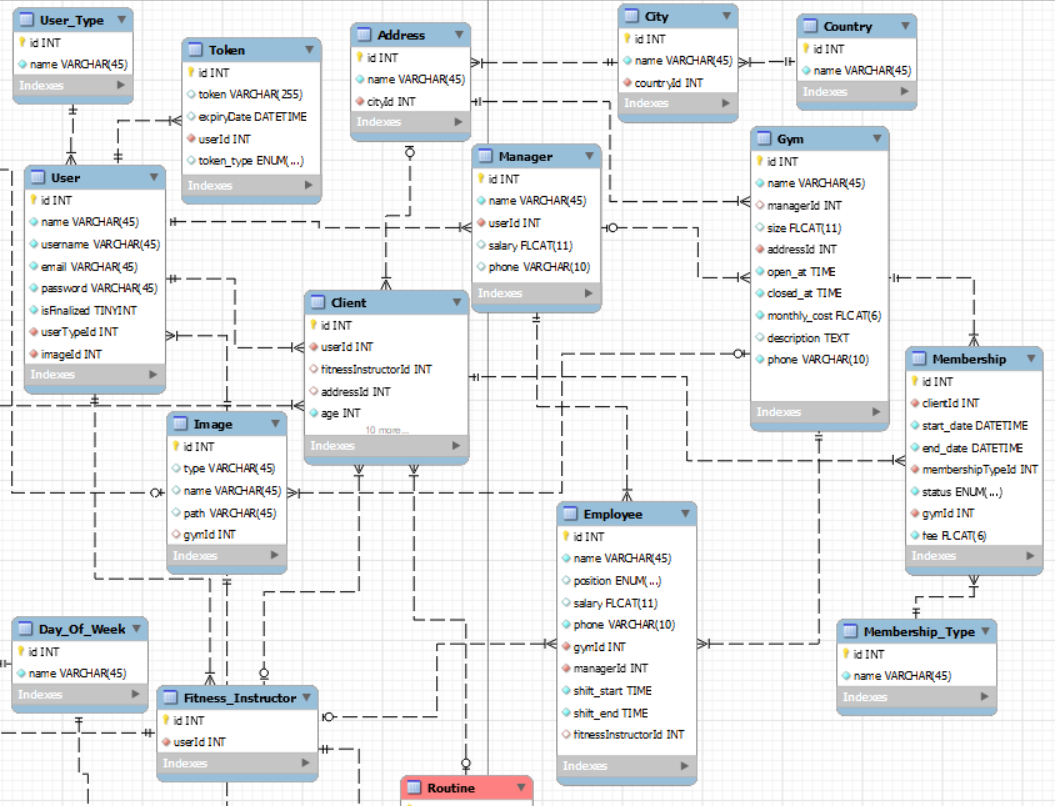 User_Type
id INT
name VARCHAR(45)
Indexes
Token
id INT
token VARCHAR(255)
expiryDate DATETIME
userId INT
token_type ENUM(...)
Indexes
Address
id INT
name VARCHAR(45)
cityId INT
Indexes
City
id INT
name VARCHAR(45)
countryId INT
Indexes
Country
id INT
name VARCHAR(45)
Indexes
User
id INT
name VARCHAR(45)
username VARCHAR(45)
email VARCHAR(45)
password VARCHAR(45)
isFinalized TINYINT
userTypeId INT
imageId INT
Indexes
Manager
id INT
name VARCHAR(45)
userId INT
salary FLCAT(11)
phone VARCHAR(10)
Indexes
Gym
id INT
name VARCHAR(45)
managerId INT
size FLCAT(11)
addressId INT
open_at TIME
closed_at TIME
monthly_cost FLCAT(6)
description TEXT
phone VARCHAR(10)
Indexes
Client
id INT
userId INT
fitnessInstructorId INT
addressId INT
age INT
10 more...
Indexes
Membership
id INT
clientId INT
start_date DATETIME
end_date DATETIME
membershipTypeId INT
status ENUM(...)
gymId INT
fee FLCAT(6)
Indexes
Image
id INT
type VARCHAR(45)
name VARCHAR(45)
path VARCHAR(45)
gymId INT
Indexes
Employee
id INT
name VARCHAR(45)
position ENUM(...)
salary FLCAT(11)
phone VARCHAR(10)
gymId INT
managerId INT
shift_start TIME
shift_end TIME
fitnessInstructorId INT
Indexes
Day_Of_Week
id INT
name VARCHAR(45)
Indexes
Membership_Type
id INT
name VARCHAR(45)
Indexes
Fitness_Instructor
id INT
userId INT
Indexes
Routine